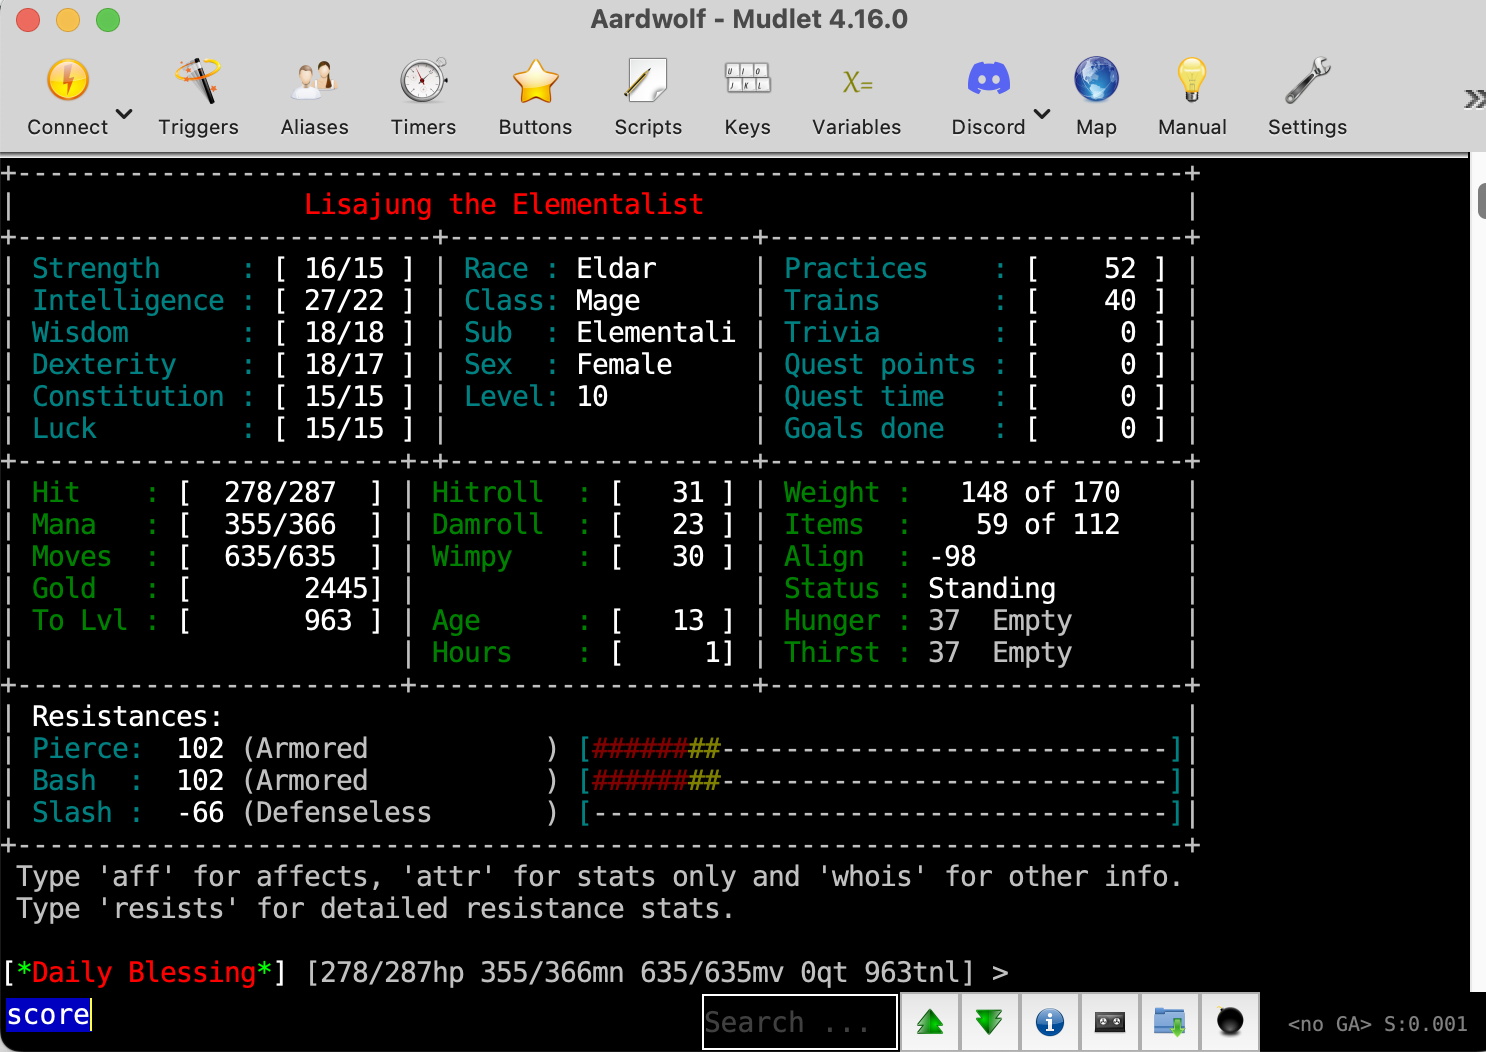 Aardwolf - Mudlet 4.16.0
Connect Triggers Aliases Timers Buttons Scripts Keys Variables Discord Map Manual Settings
+-------------------------------------------------------------------------+
| Lisajung the Elementalist |
+--------------------------+-------------------+--------------------------+
| Strength : [ 16/15 ] | Race : Eldar | Practices : [ 52 ] |
| Intelligence : [ 27/22 ] | Class: Mage | Trains : [ 40 ] |
| Wisdom : [ 18/18 ] | Sub : Elementali | Trivia : [ 0 ] |
| Dexterity : [ 18/17 ] | Sex : Female | Quest points : [ 0 ] |
| Constitution : [ 15/15 ] | Level: 10 | Quest time : [ 0 ] |
| Luck : [ 15/15 ] | | Goals done : [ 0 ] |
+------------------------+-+-------------------+--------------------------+
| Hit : [ 278/287 ] | Hitroll : [ 31 ] | Weight : 148 of 170 |
| Mana : [ 355/366 ] | Damroll : [ 23 ] | Items : 59 of 112 |
| Moves : [ 635/635 ] | Wimpy : [ 30 ] | Align : -98 |
| Gold : [ 2445] | | Status : Standing |
| To Lvl : [ 963 ] | Age : [ 13 ] | Hunger : 37 Empty |
| | Hours : [ 1] | Thirst : 37 Empty |
+------------------------+---------------------+--------------------------+
| Resistances: |
| Pierce: 102 (Armored ) [########----------------------------]|
| Bash : 102 (Armored ) [########----------------------------]|
| Slash : -66 (Defenseless ) [------------------------------------]|
+-------------------------------------------------------------------------+
Type 'aff' for affects, 'attr' for stats only and 'whois' for other info.
Type 'resists' for detailed resistance stats.
[*Daily Blessing*] [278/287hp 355/366mn 635/635mv 0qt 963tnl] >
score Search ... <no GA> S:0.001